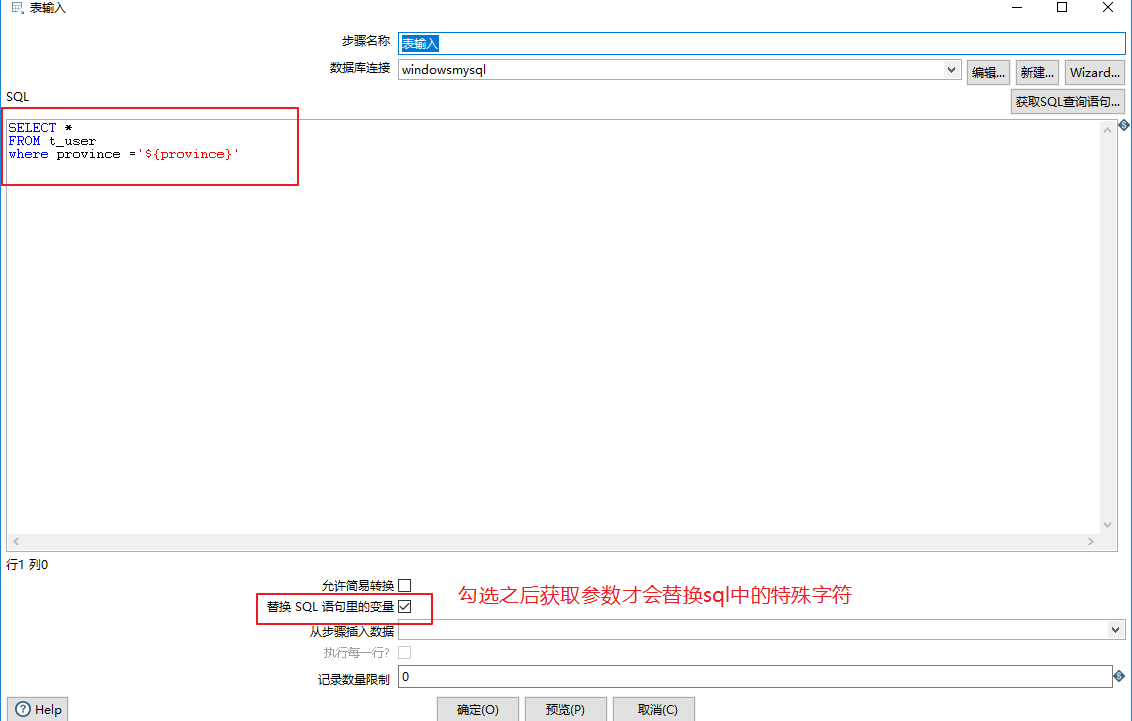 表输入
步骤名称 表输入
数据库连接 windowsmysql 编辑... 新建... Wizard...
SQL 获取SQL查询语句...
SELECT *
FROM t_user
where province ='${province}'
行1 列0
允许简易转换
替换 SQL 语句里的变量
勾选之后获取参数才会替换sql中的特殊字符
从步骤插入数据
执行每一行?
记录数量限制 0
Help 确定(O) 预览(P) 取消(C)